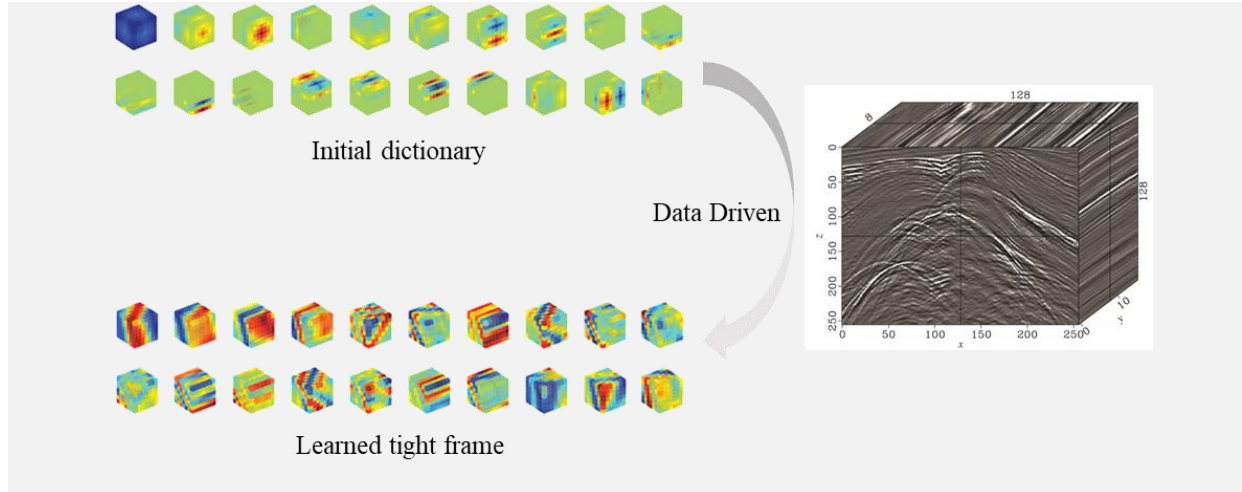 Initial dictionary
Data Driven
Learned tight frame
128
8
0
50
100
150
200
250
z
128
0 50 100 150 200 250
x
0
10
y